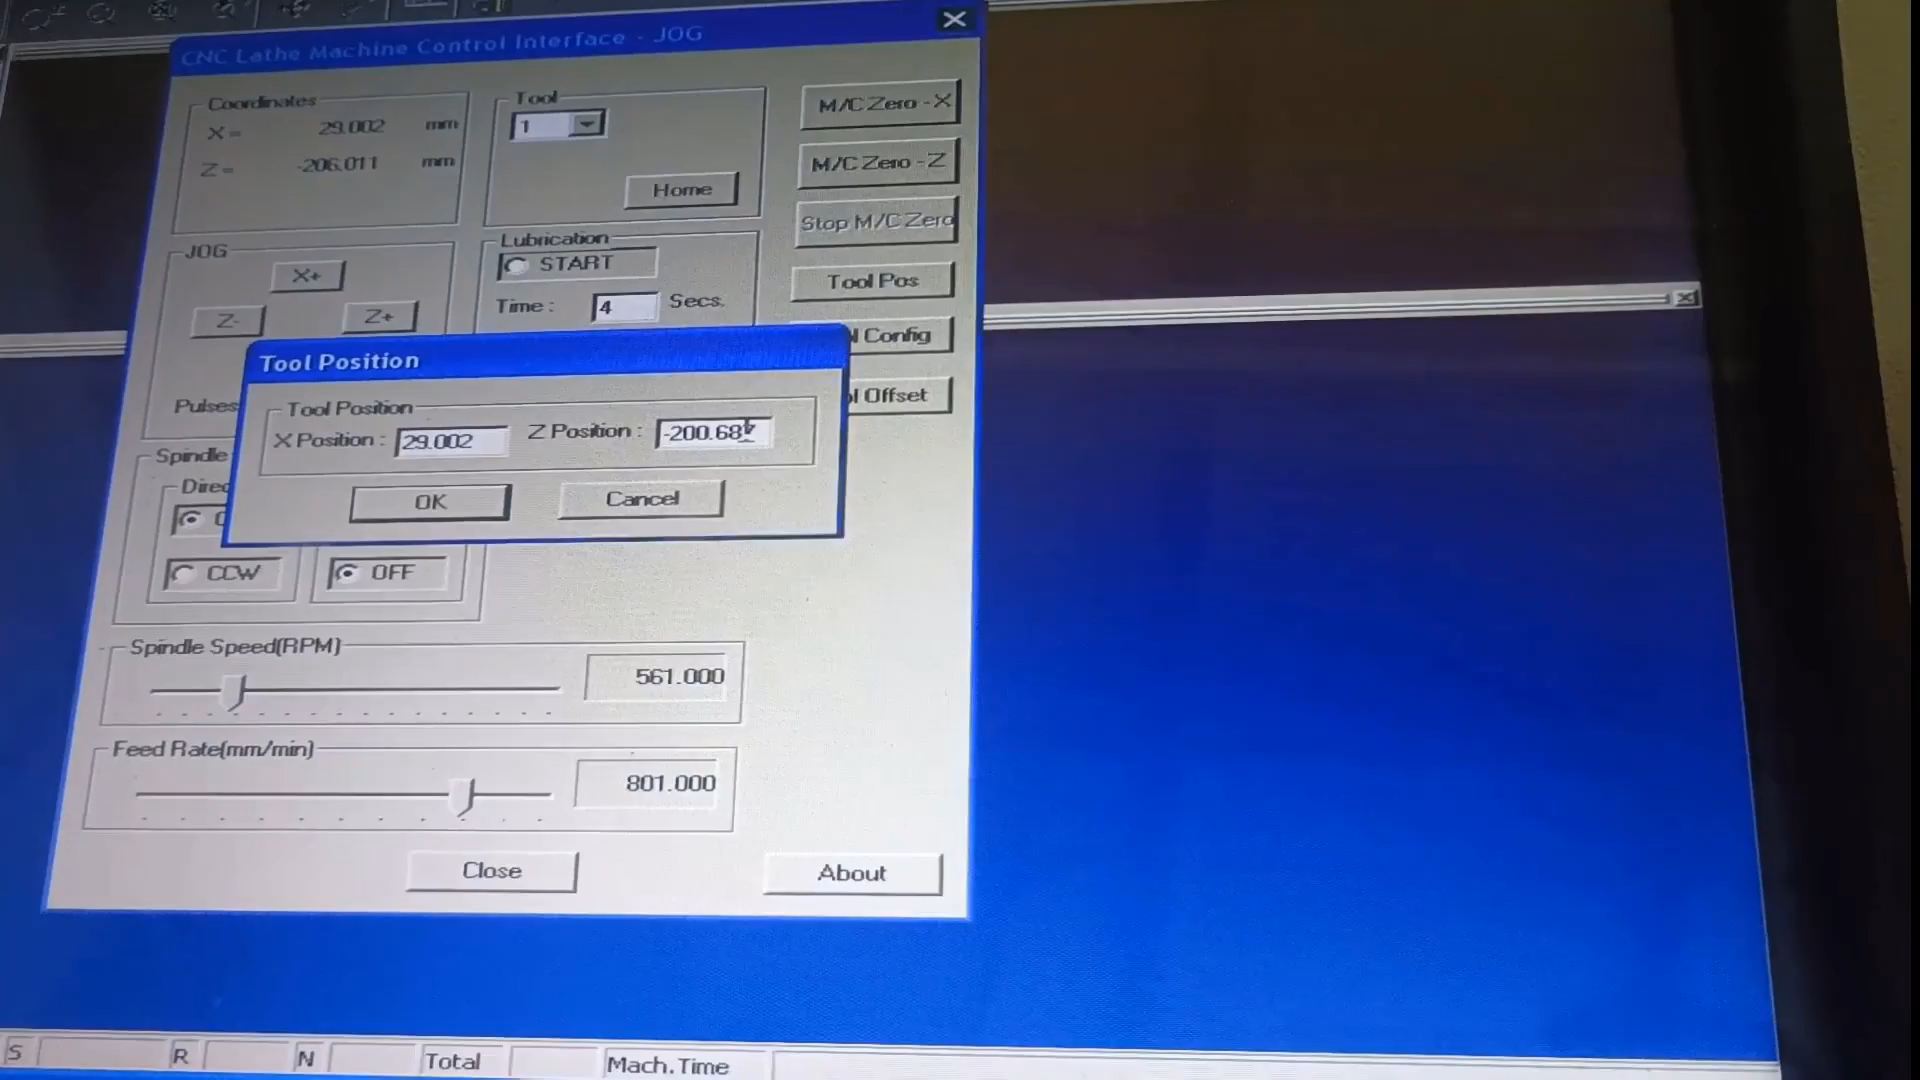 CNC Lathe Machine Control Interface - JOG
Coordinates
X = 29.002 mm
Z = -206.011 mm
Tool
1
Home
M/C Zero -X
M/C Zero -Z
Stop M/C Zero
Tool Pos
l Config
l Offset
JOG
X+
Z-
Z+
Pulses
Lubrication
START
Time : 4 Secs.
Tool Position
Tool Position
X Position : 29.002
Z Position :
OK
Cancel
Spindle
Direc
CCW
OFF
Spindle Speed(RPM)
561.000
Feed Rate(mm/min)
801.000
Close
About
S
R
N
Total
Mach.Time